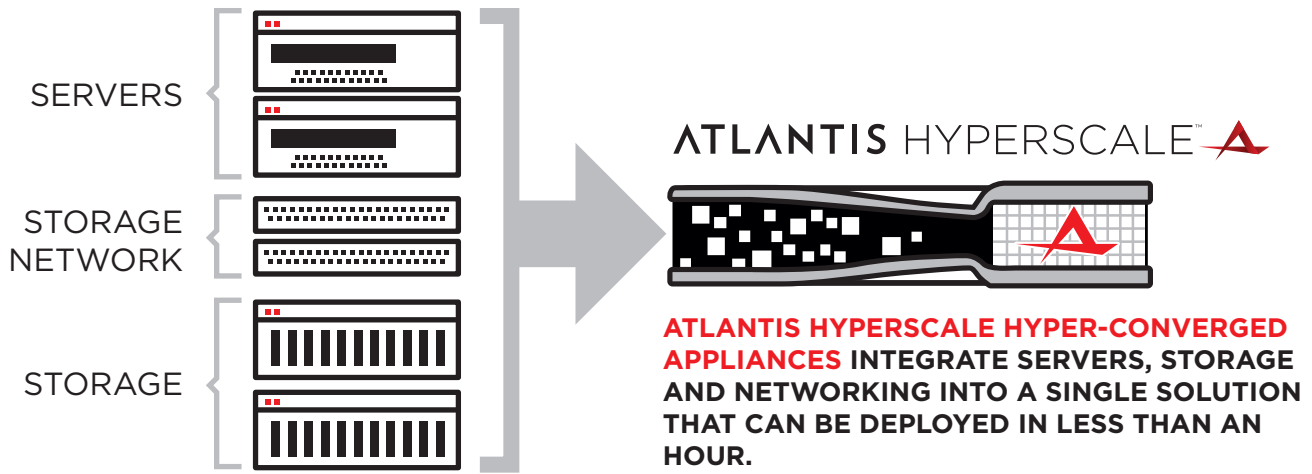 SERVERS
STORAGE
NETWORK
STORAGE
ATLANTIS HYPERSCALE™
ATLANTIS HYPERSCALE HYPER-CONVERGED
APPLIANCES INTEGRATE SERVERS, STORAGE
AND NETWORKING INTO A SINGLE SOLUTION
THAT CAN BE DEPLOYED IN LESS THAN AN
HOUR.